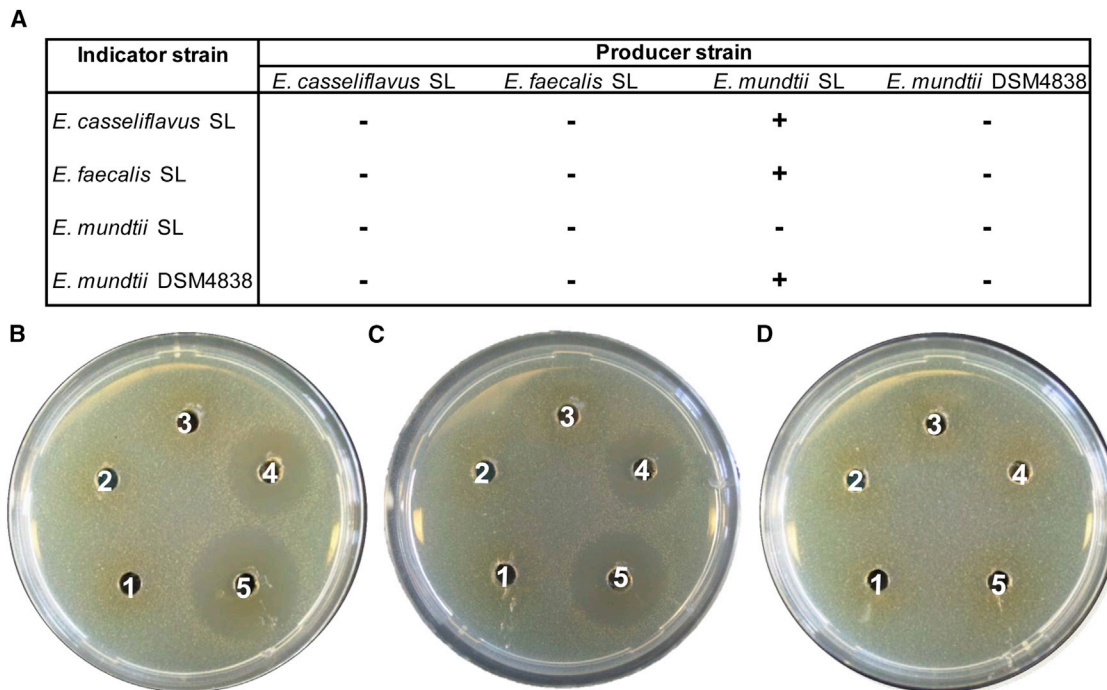 A
Indicator strain Producer strain
E. casseliflavus SL E. faecalis SL E. mundtii SL E. mundtii DSM4838
E. casseliflavus SL - - + -
E. faecalis SL - - + -
E. mundtii SL - - - -
E. mundtii DSM4838 - - + -
B C D
3 3 3
2 4 2 4 2 4
1 5 1 5 1 5